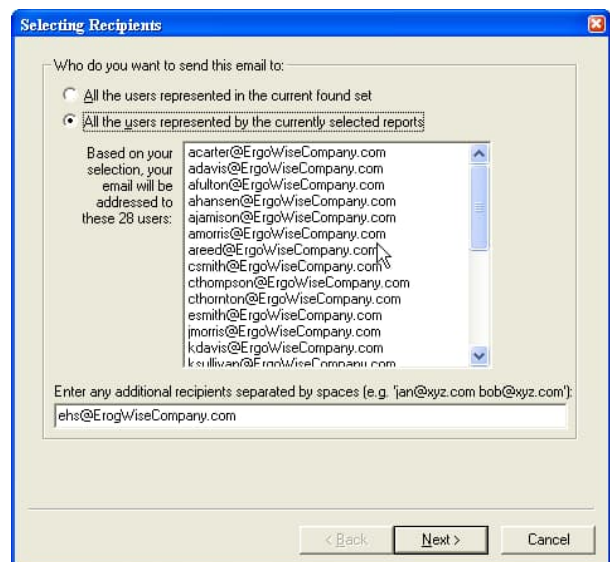 Selecting Recipients
Who do you want to send this email to:
All the users represented in the current found set
All the users represented by the currently selected reports
Based on your
selection, your
email will be
addressed to
these 28 users:
acarter@ErgoWiseCompany.com
adavis@ErgoWiseCompany.com
afulton@ErgoWiseCompany.com
ahansen@ErgoWiseCompany.com
ajamison@ErgoWiseCompany.com
amorris@ErgoWiseCompany.com
areed@ErgoWiseCompany.com
csmith@ErgoWiseCompany.com
cthompson@ErgoWiseCompany.com
cthornton@ErgoWiseCompany.com
esmith@ErgoWiseCompany.com
jmorris@ErgoWiseCompany.com
kdavis@ErgoWiseCompany.com
ksullivan@ErgoWiseCompany.com
Enter any additional recipients separated by spaces (e.g. 'jan@xyz.com bob@xyz.com'):
ehs@ErogWiseCompany.com
< Back
Next >
Cancel